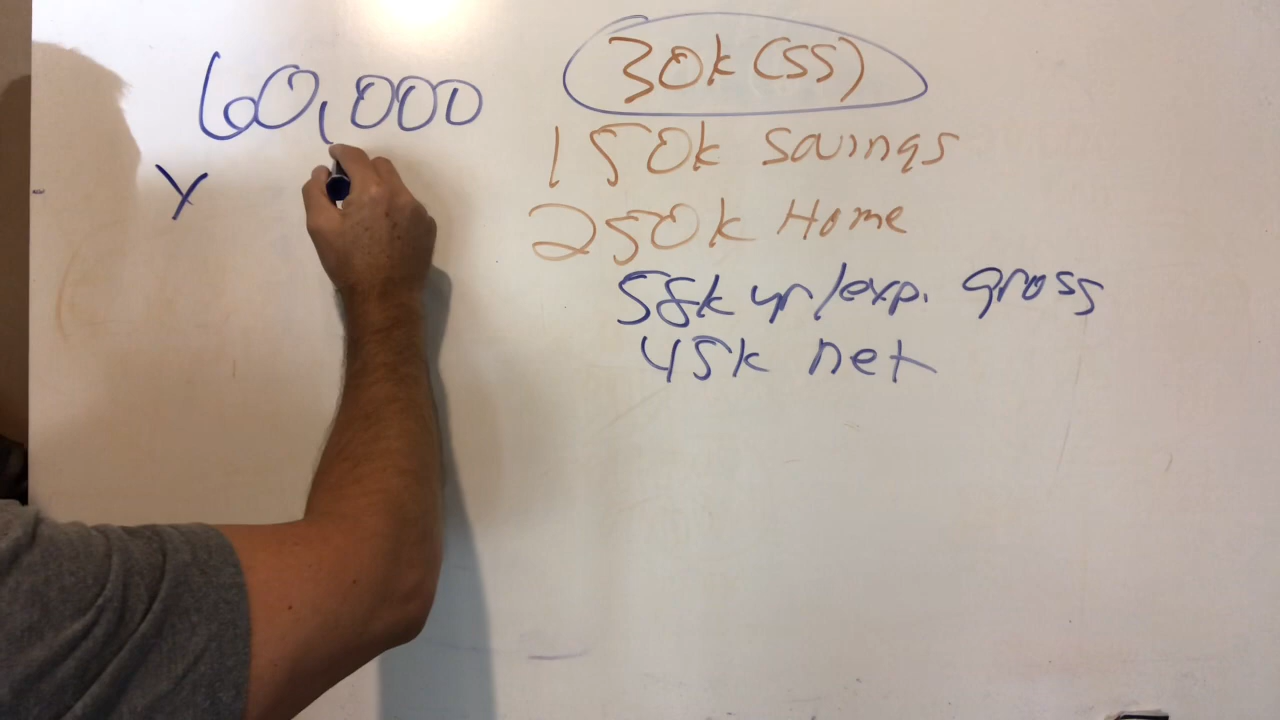 60,000
x
30k (SS)
150k Savings
250k Home
58k yr/exp. gross
45k net